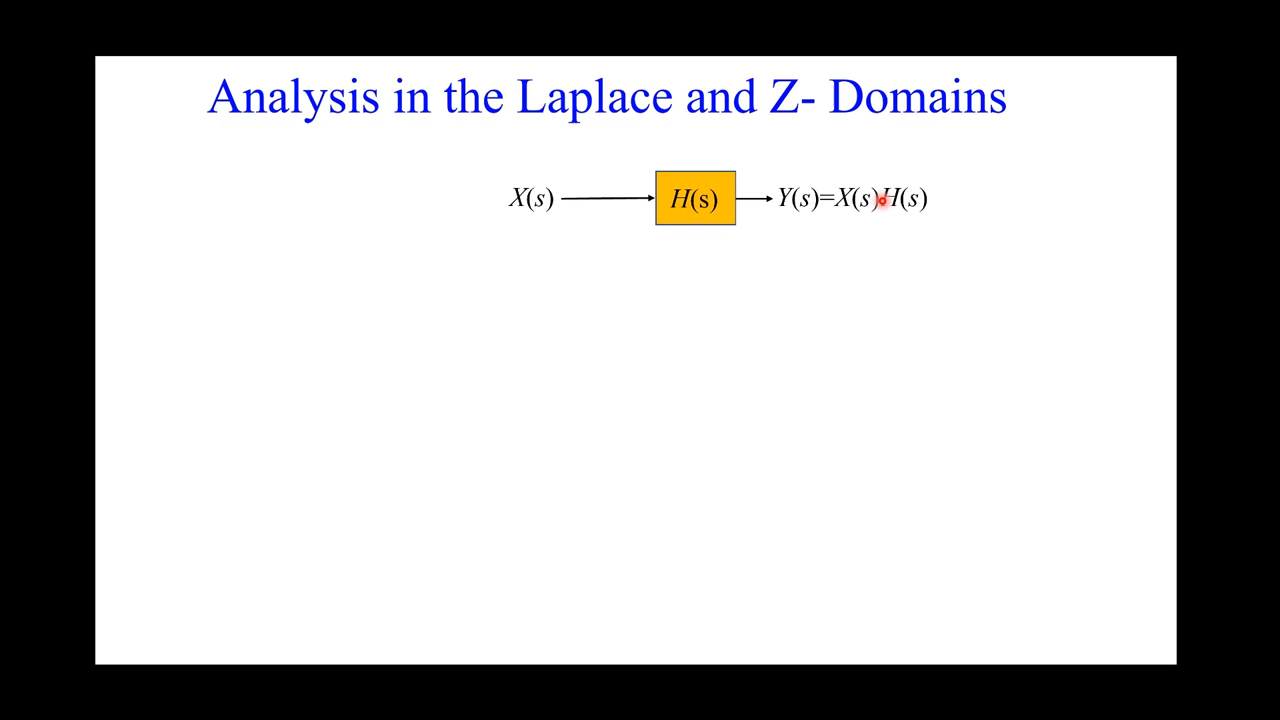 Analysis in the Laplace and Z- Domains
X(s) H(s) Y(s)=X(s)H(s)